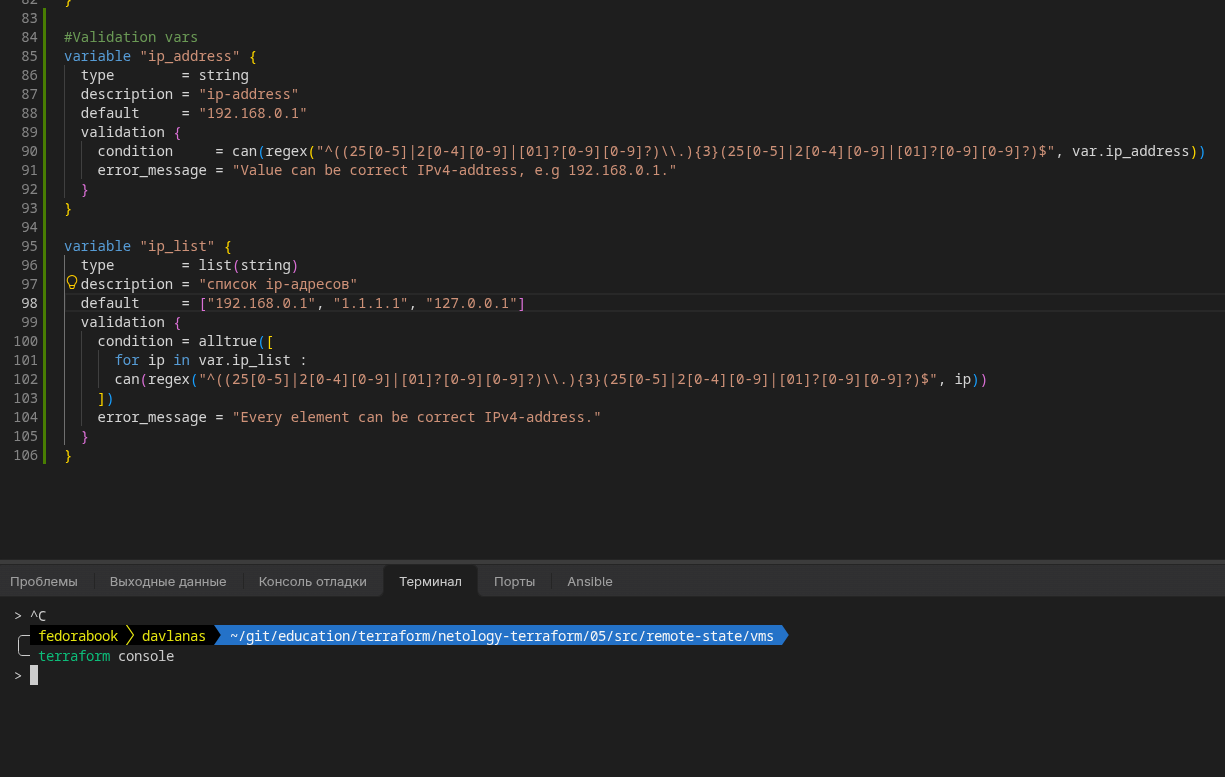 82 }
83
84 #Validation vars
85 variable "ip_address" {
86 type = string
87 description = "ip-address"
88 default = "192.168.0.1"
89 validation {
90 condition = can(regex("^((25[0-5]|2[0-4][0-9]|[01]?[0-9][0-9]?)\\.){3}(25[0-5]|2[0-4][0-9]|[01]?[0-9][0-9]?)$", var.ip_address))
91 error_message = "Value can be correct IPv4-address, e.g 192.168.0.1."
92 }
93 }
94
95 variable "ip_list" {
96 type = list(string)
97 description = "список ip-адресов"
98 default = ["192.168.0.1", "1.1.1.1", "127.0.0.1"]
99 validation {
100 condition = alltrue([
101 for ip in var.ip_list :
102 can(regex("^((25[0-5]|2[0-4][0-9]|[01]?[0-9][0-9]?)\\.){3}(25[0-5]|2[0-4][0-9]|[01]?[0-9][0-9]?)$", ip))
103 ])
104 error_message = "Every element can be correct IPv4-address."
105 }
106 }
Проблемы Выходные данные Консоль отладки Терминал Порты Ansible
> ^C
fedorabook davlanas ~/git/education/terraform/netology-terraform/05/src/remote-state/vms
terraform console
>